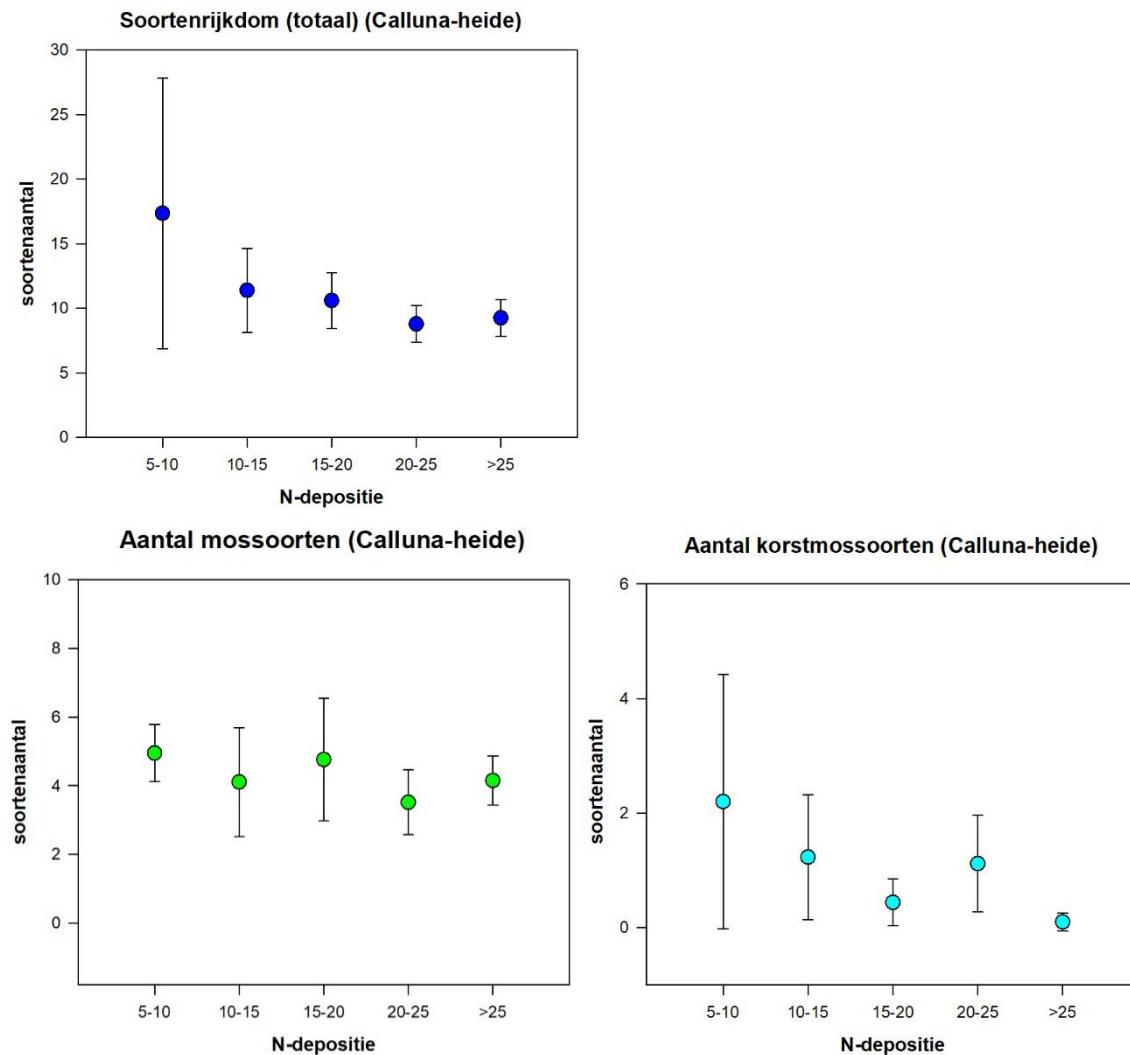 Soortenrijkdom (totaal) (Calluna-heide)
30
25
20
15
10
5
0
soortenaantal
5-10 10-15 15-20 20-25 >25
N-depositie
Aantal mossoorten (Calluna-heide)
10
8
6
4
2
0
soortenaantal
5-10 10-15 15-20 20-25 >25
N-depositie
Aantal korstmossoorten (Calluna-heide)
6
4
2
0
soortenaantal
5-10 10-15 15-20 20-25 >25
N-depositie